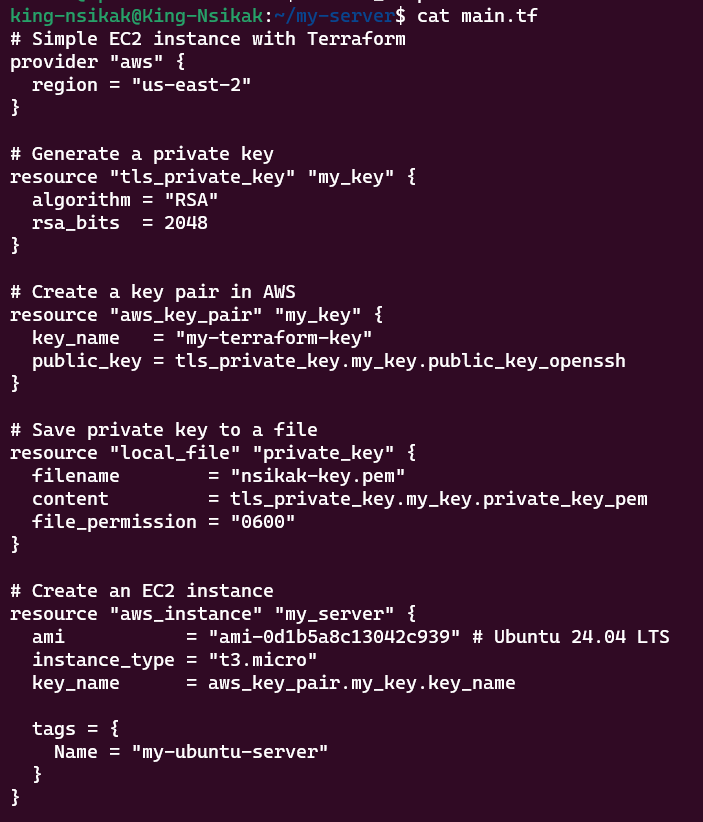 king-nsikak@King-Nsikak:~/my-server$ cat main.tf
# Simple EC2 instance with Terraform
provider "aws" {
  region = "us-east-2"
}

# Generate a private key
resource "tls_private_key" "my_key" {
  algorithm = "RSA"
  rsa_bits  = 2048
}

# Create a key pair in AWS
resource "aws_key_pair" "my_key" {
  key_name   = "my-terraform-key"
  public_key = tls_private_key.my_key.public_key_openssh
}

# Save private key to a file
resource "local_file" "private_key" {
  filename        = "nsikak-key.pem"
  content         = tls_private_key.my_key.private_key_pem
  file_permission = "0600"
}

# Create an EC2 instance
resource "aws_instance" "my_server" {
  ami           = "ami-0d1b5a8c13042c939" # Ubuntu 24.04 LTS
  instance_type = "t3.micro"
  key_name      = aws_key_pair.my_key.key_name

  tags = {
    Name = "my-ubuntu-server"
  }
}